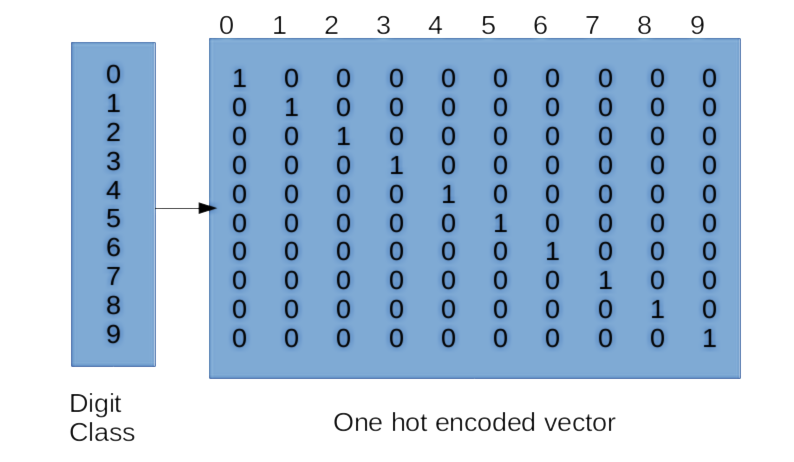 0 1 2 3 4 5 6 7 8 9
0 1 0 0 0 0 0 0 0 0 0
1 0 1 0 0 0 0 0 0 0 0
2 0 0 1 0 0 0 0 0 0 0
3 0 0 0 1 0 0 0 0 0 0
4 0 0 0 0 1 0 0 0 0 0
5 0 0 0 0 0 1 0 0 0 0
6 0 0 0 0 0 0 1 0 0 0
7 0 0 0 0 0 0 0 1 0 0
8 0 0 0 0 0 0 0 0 1 0
9 0 0 0 0 0 0 0 0 0 1
Digit
Class
One hot encoded vector